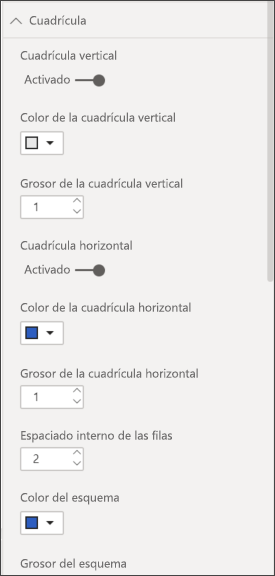 Cuadrícula
Cuadrícula vertical
Activado
Color de la cuadrícula vertical
Grosor de la cuadrícula vertical
1
Cuadrícula horizontal
Activado
Color de la cuadrícula horizontal
Grosor de la cuadrícula horizontal
1
Espaciado interno de las filas
2
Color del esquema
Grosor del esquema